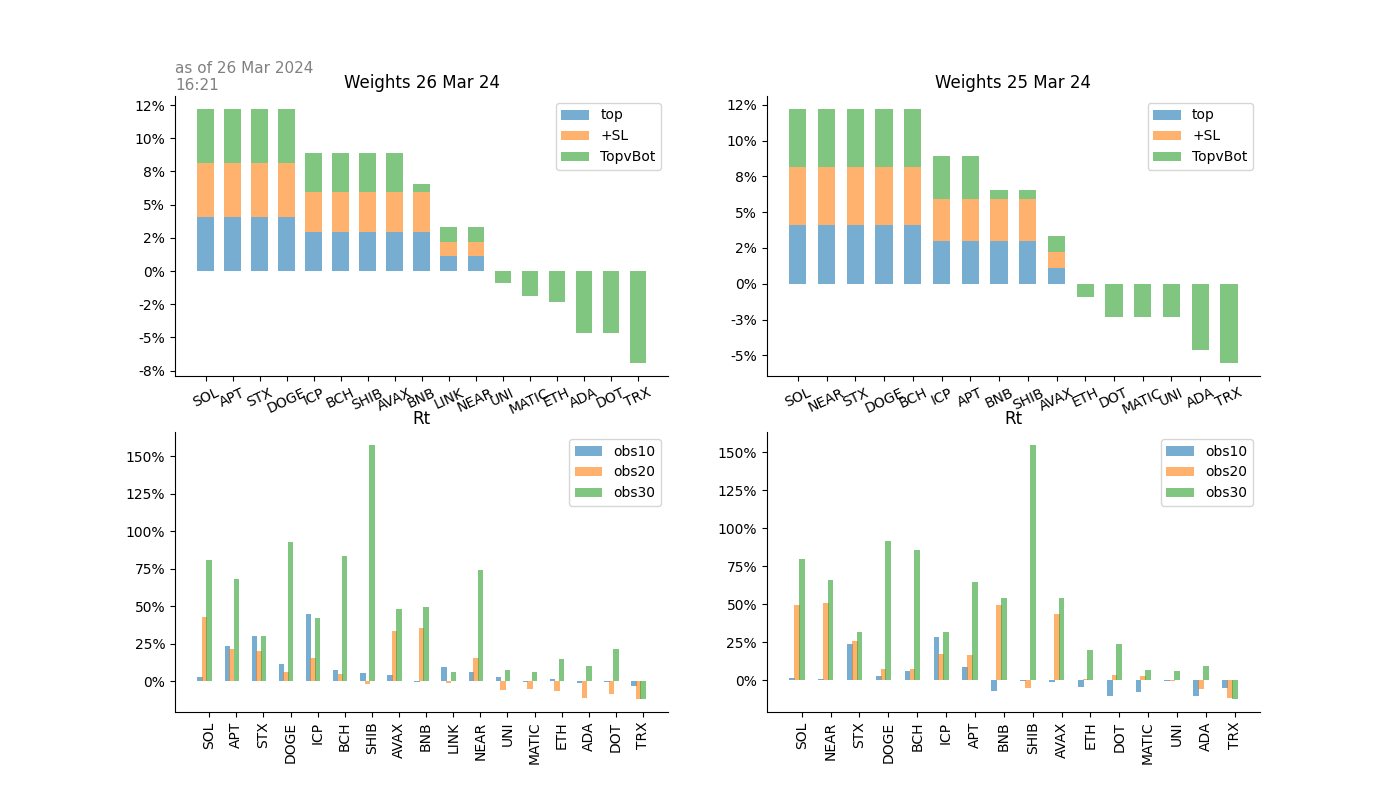 as of 26 Mar 2024
16:21
Weights 26 Mar 24
12%
10%
8%
5%
2%
0%
-2%
-5%
-8%
top
+SL
TopvBot
SOL APT STX DOGE ICP BCH SHIB AVAX BNB LINK NEAR UNI MATIC ETH ADA DOT TRX
Weights 25 Mar 24
12%
10%
8%
5%
2%
0%
-3%
-5%
top
+SL
TopvBot
SOL NEAR STX DOGE BCH ICP APT BNB SHIB AVAX ETH DOT MATIC UNI ADA TRX
Rt
150%
125%
100%
75%
50%
25%
0%
obs10
obs20
obs30
SOL APT STX DOGE ICP BCH SHIB AVAX BNB LINK NEAR UNI MATIC ETH ADA DOT TRX
Rt
150%
125%
100%
75%
50%
25%
0%
obs10
obs20
obs30
SOL NEAR STX DOGE BCH ICP APT BNB SHIB AVAX ETH DOT MATIC UNI ADA TRX